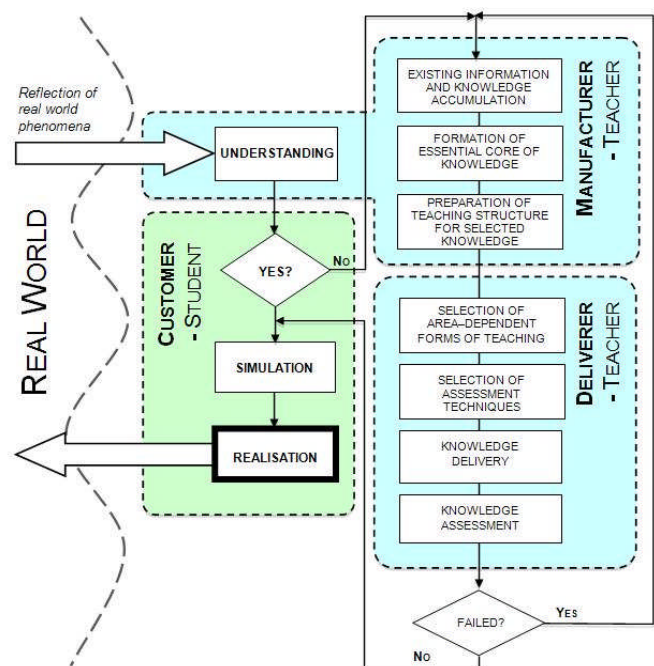 Reflection of
real world
phenomena
REAL WORLD
UNDERSTANDING
YES?
NO
SIMULATION
REALISATION
CUSTOMER
- STUDENT
EXISTING INFORMATION
AND KNOWLEDGE
ACCUMULATION
FORMATION OF
ESSENTIAL CORE OF
KNOWLEDGE
PREPARATION OF
TEACHING STRUCTURE
FOR SELECTED
KNOWLEDGE
MANUFACTURER
- TEACHER
SELECTION OF
AREA–DEPENDENT
FORMS OF TEACHING
SELECTION OF
ASSESSMENT
TECHNIQUES
KNOWLEDGE
DELIVERY
KNOWLEDGE
ASSESSMENT
DELIVERER
- TEACHER
FAILED?
YES
NO